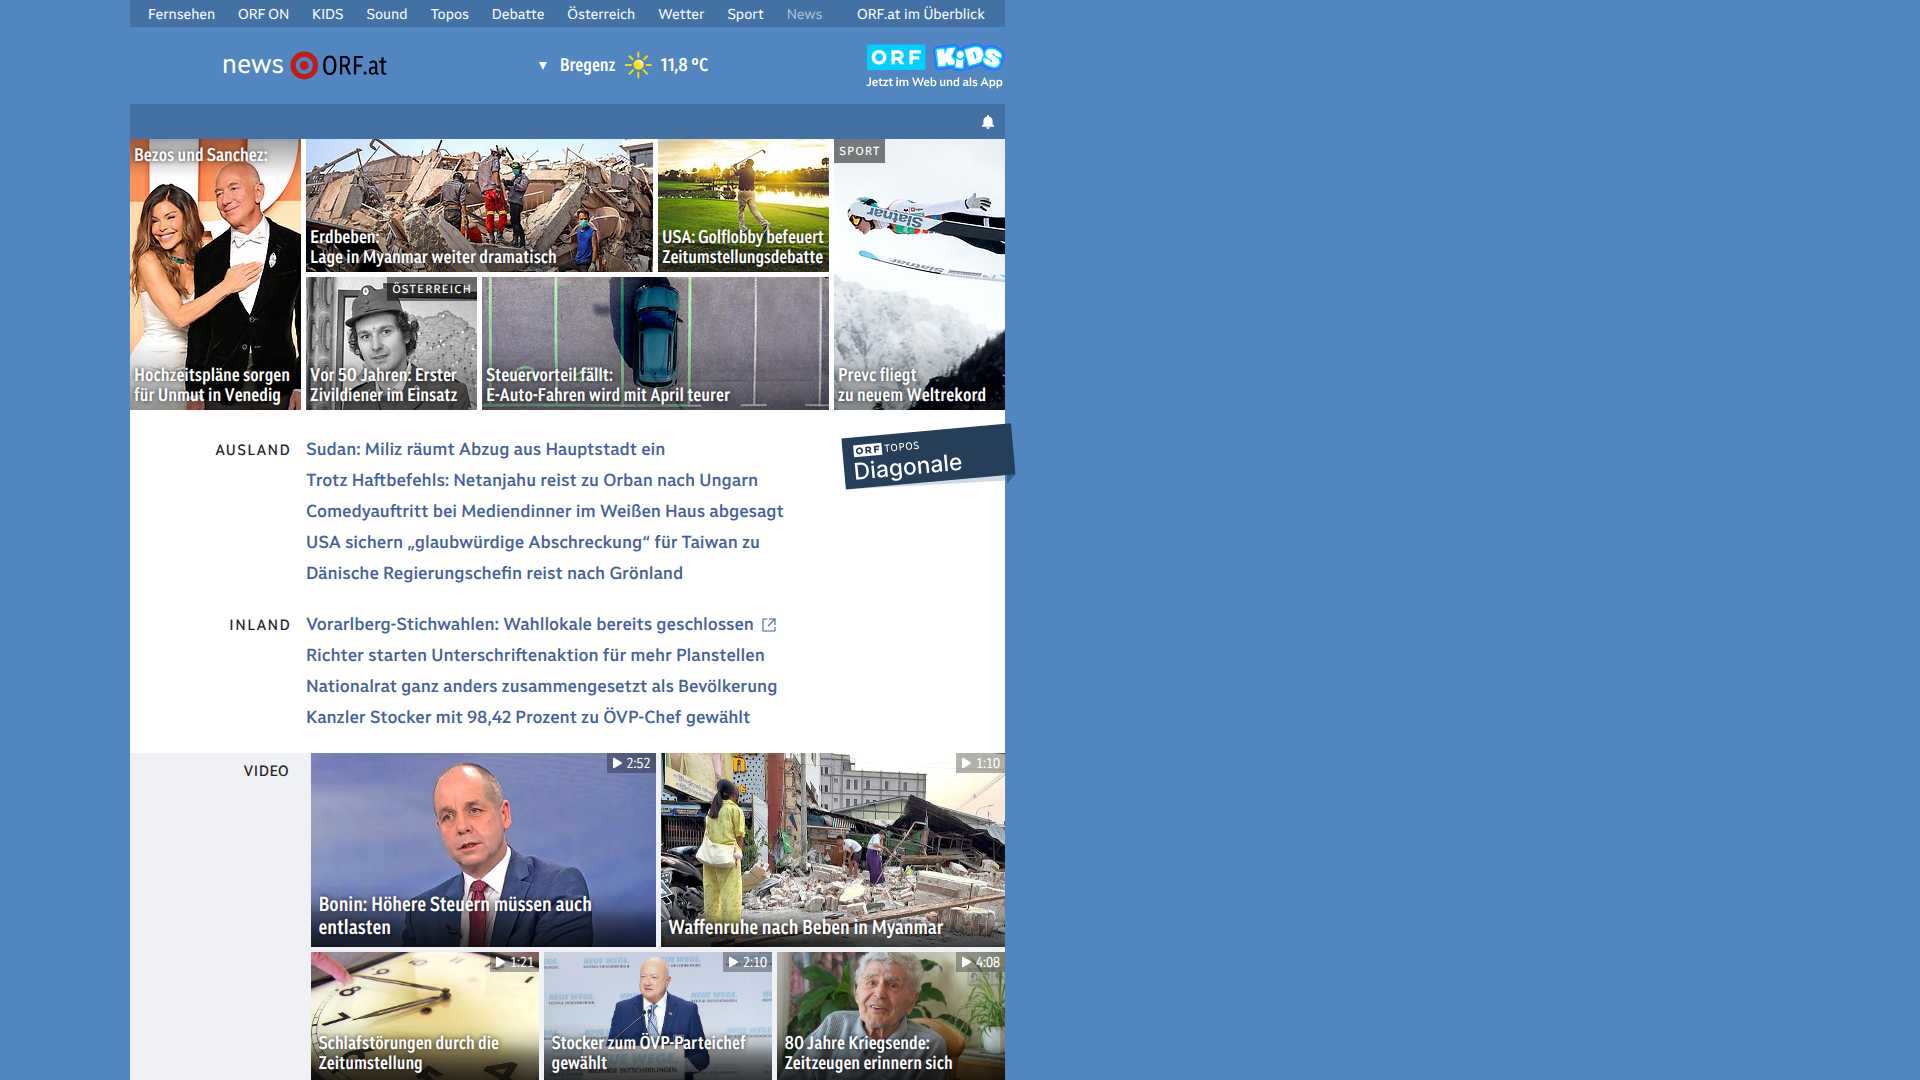 Fernsehen ORF ON KIDS Sound Topos Debatte Österreich Wetter Sport News ORF.at im Überblick
news ORF.at
▼ Bregenz 11,8 °C
ORF KiDS
Jetzt im Web und als App
Bezos und Sanchez:
Hochzeitspläne sorgen
für Unmut in Venedig
Erdbeben:
Lage in Myanmar weiter dramatisch
USA: Golflobby befeuert
Zeitumstellungsdebatte
SPORT
Slatnar
Slatnar
Prevc fliegt
zu neuem Weltrekord
ÖSTERREICH
Vor 50 Jahren: Erster
Zivildiener im Einsatz
Steuervorteil fällt:
E-Auto-Fahren wird mit April teurer
AUSLAND
Sudan: Miliz räumt Abzug aus Hauptstadt ein
Trotz Haftbefehls: Netanjahu reist zu Orban nach Ungarn
Comedyauftritt bei Mediendinner im Weißen Haus abgesagt
USA sichern „glaubwürdige Abschreckung“ für Taiwan zu
Dänische Regierungschefin reist nach Grönland
ORF TOPOS
Diagonale
INLAND
Vorarlberg-Stichwahlen: Wahllokale bereits geschlossen
Richter starten Unterschriftenaktion für mehr Planstellen
Nationalrat ganz anders zusammengesetzt als Bevölkerung
Kanzler Stocker mit 98,42 Prozent zu ÖVP-Chef gewählt
VIDEO
2:52
Bonin: Höhere Steuern müssen auch
entlasten
1:10
Waffenruhe nach Beben in Myanmar
1:21
Schlafstörungen durch die
Zeitumstellung
2:10
NEUE WEGE.
Stocker zum ÖVP-Parteichef
gewählt
4:08
80 Jahre Kriegsende:
Zeitzeugen erinnern sich